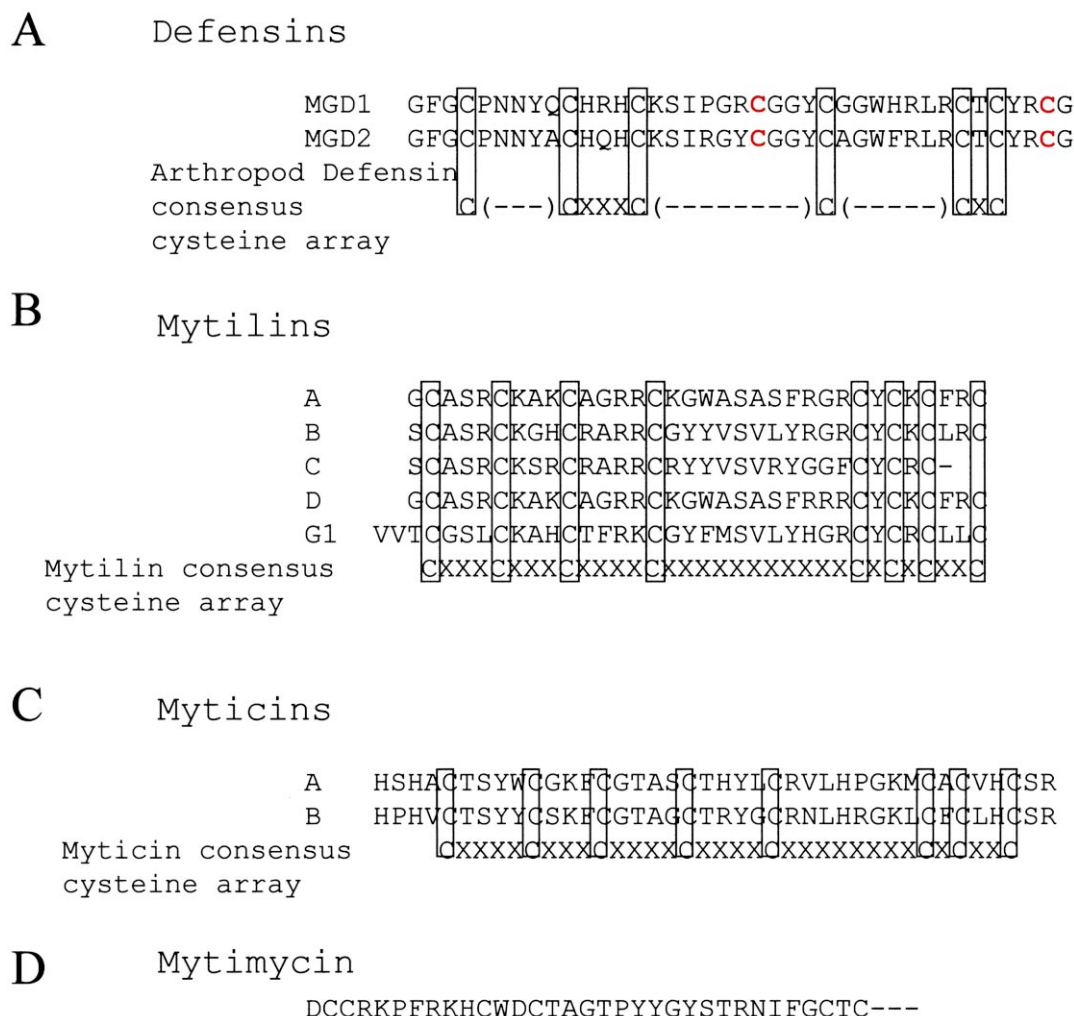 A Defensins
MGD1 GFGCPNNYQCHRHCKSIPGRCGGYCGGWHRLRCTCYRCG
MGD2 GFGCPNNYACHQHCKSIRGYCGGYCAGWFRLRCTCYRCG
Arthropod Defensin
consensus C(---)CXXXC(--------)C(-----)CXC
cysteine array
B Mytilins
A GCASRCKAKCAGRRCKGWASASFRGRCYCKCFRC
B SCASRCKGHCRARRCGYYVSVLYRGRCYCKCLRC
C SCASRCKSRCRARRCRYYVSVRYGGFCYCRC-
D GCASRCKAKCAGRRCKGWASASFRRRCYCKCFRC
G1 VVTCGSLCKAHCTFRKCGYFMSVLYHGRCYCRCLLC
Mytilin consensus CXXXCXXXCXXXXCXXXXXXXXXXXCXCXCXXC
cysteine array
C Myticins
A HSHACTSYWCGKFCGTASCTHYLCRVLHPGKMCACVHCSR
B HPHVCTSYYCSKFCGTAGCTRYGCRNLHRGKLCFCLHCSR
Myticin consensus CXXXXCXXXCXXXXCXXXXCXXXXXXXXCXCXXC
cysteine array
D Mytimycin
DCCRKPFRKHCWDCTAGTPYYGYSTRNIFGCTC---